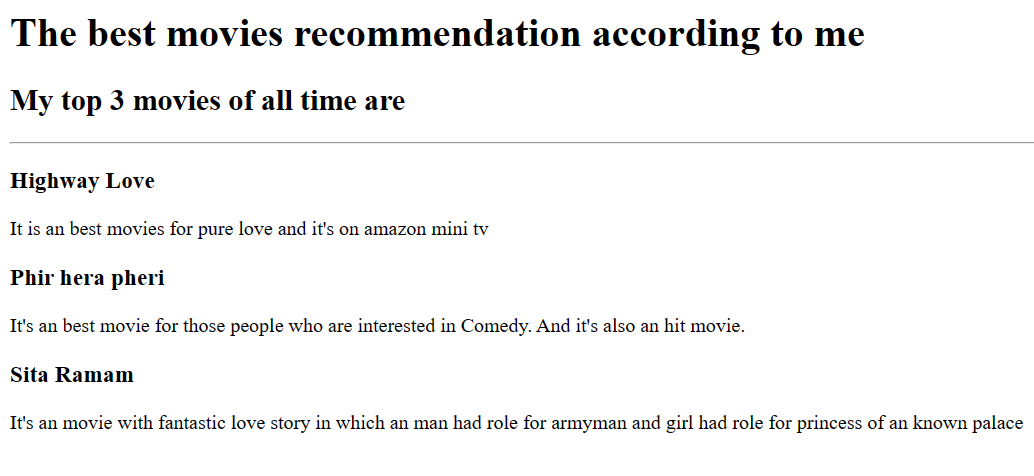 The best movies recommendation according to me
My top 3 movies of all time are
Highway Love
It is an best movies for pure love and it's on amazon mini tv
Phir hera pheri
It's an best movie for those people who are interested in Comedy. And it's also an hit movie.
Sita Ramam
It's an movie with fantastic love story in which an man had role for armyman and girl had role for princess of an known palace